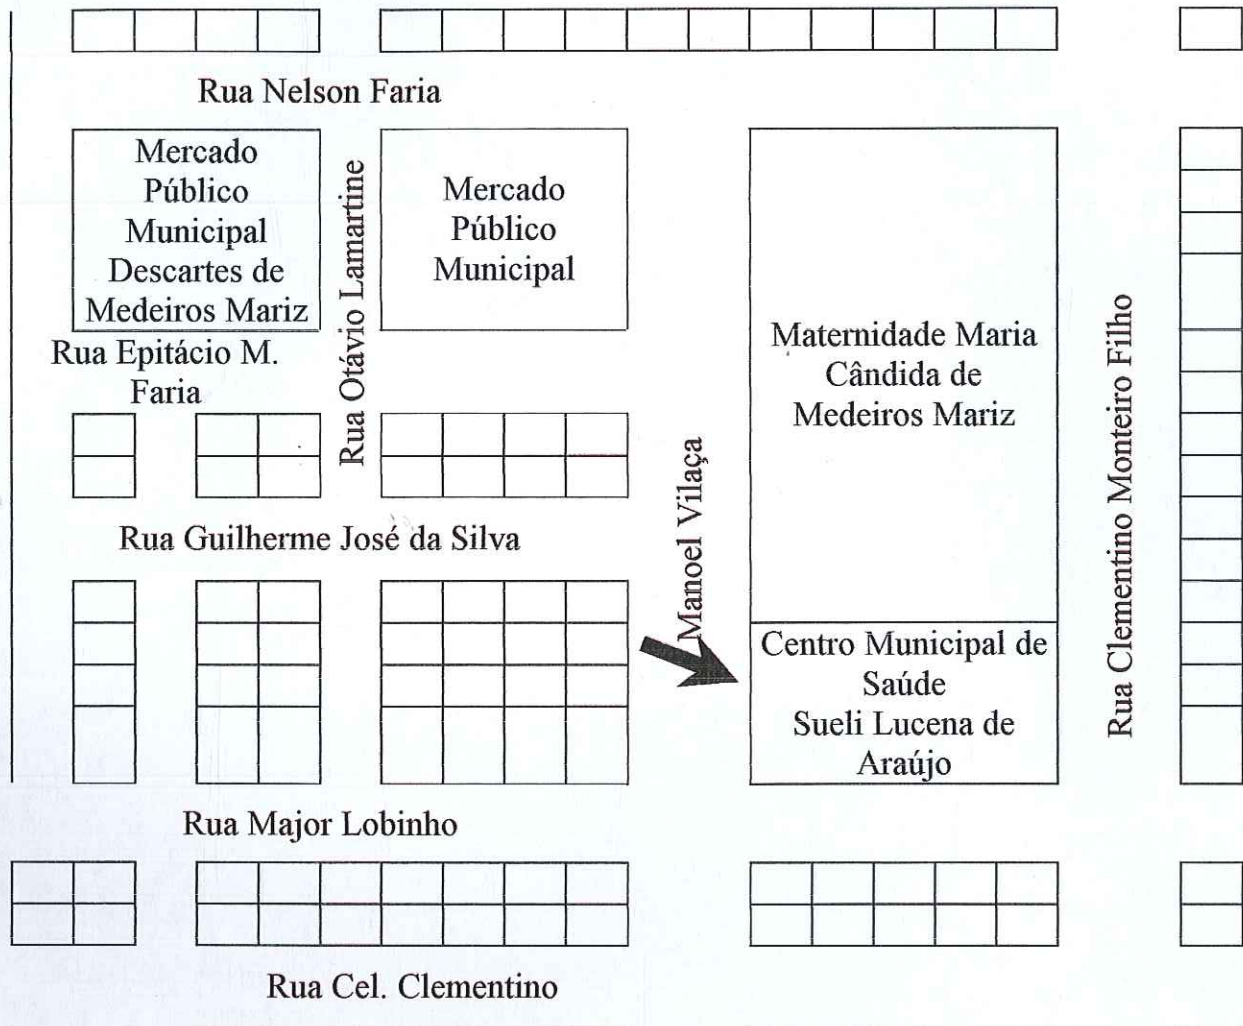 Rua Nelson Faria
Mercado
Público
Municipal
Descartes de
Medeiros Mariz
Rua Otávio Lamartine
Mercado
Público
Municipal
Rua Epitácio M.
Faria
Maternidade Maria
Cândida de
Medeiros Mariz
Rua Clementino Monteiro Filho
Manoel Vilaça
Rua Guilherme José da Silva
Centro Municipal de
Saúde
Sueli Lucena de
Araújo
Rua Major Lobinho
Rua Cel. Clementino